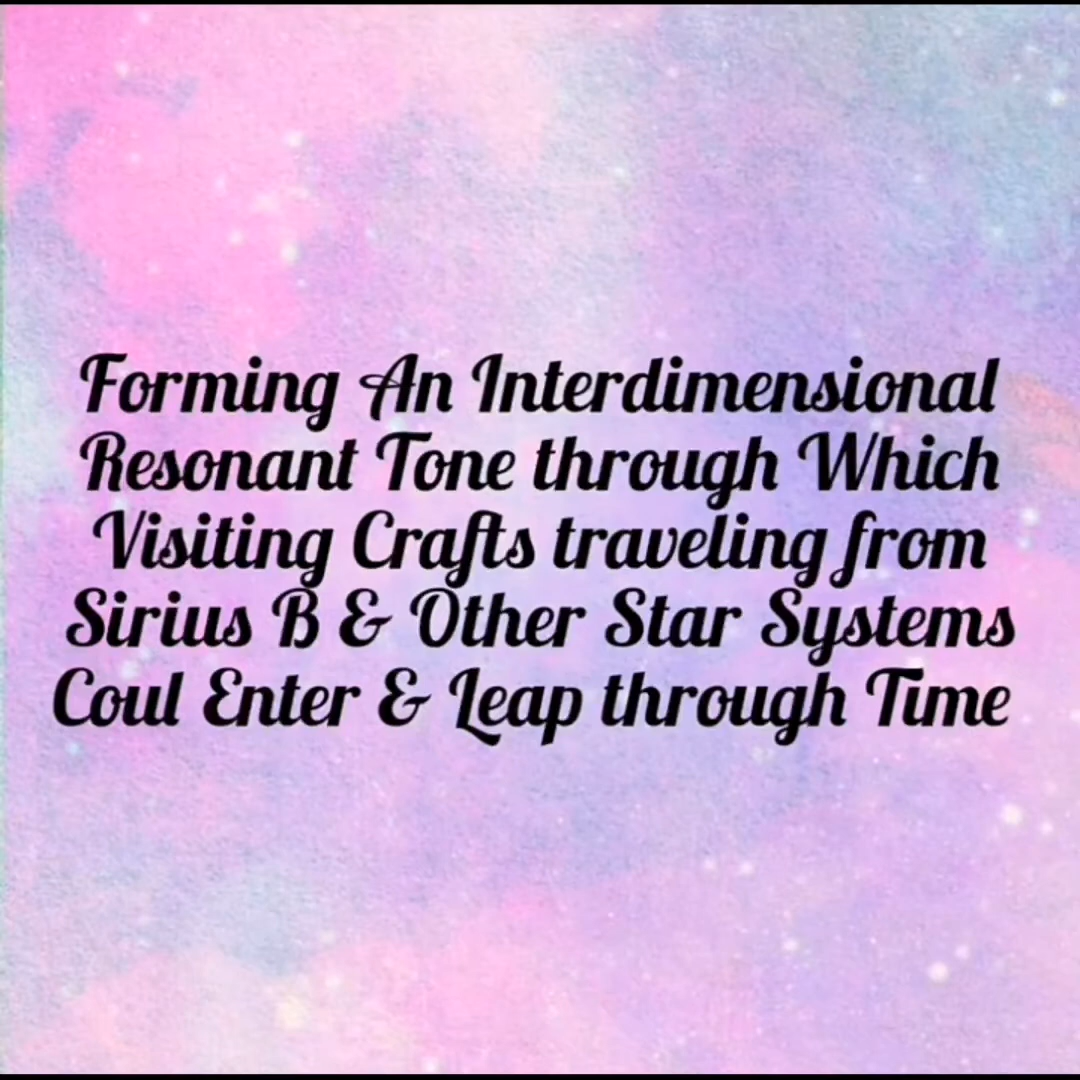 Forming An Interdimensional
Resonant Tone through Which
Visiting Crafts traveling from
Sirius B & Other Star Systems
Coul Enter & Leap through Time